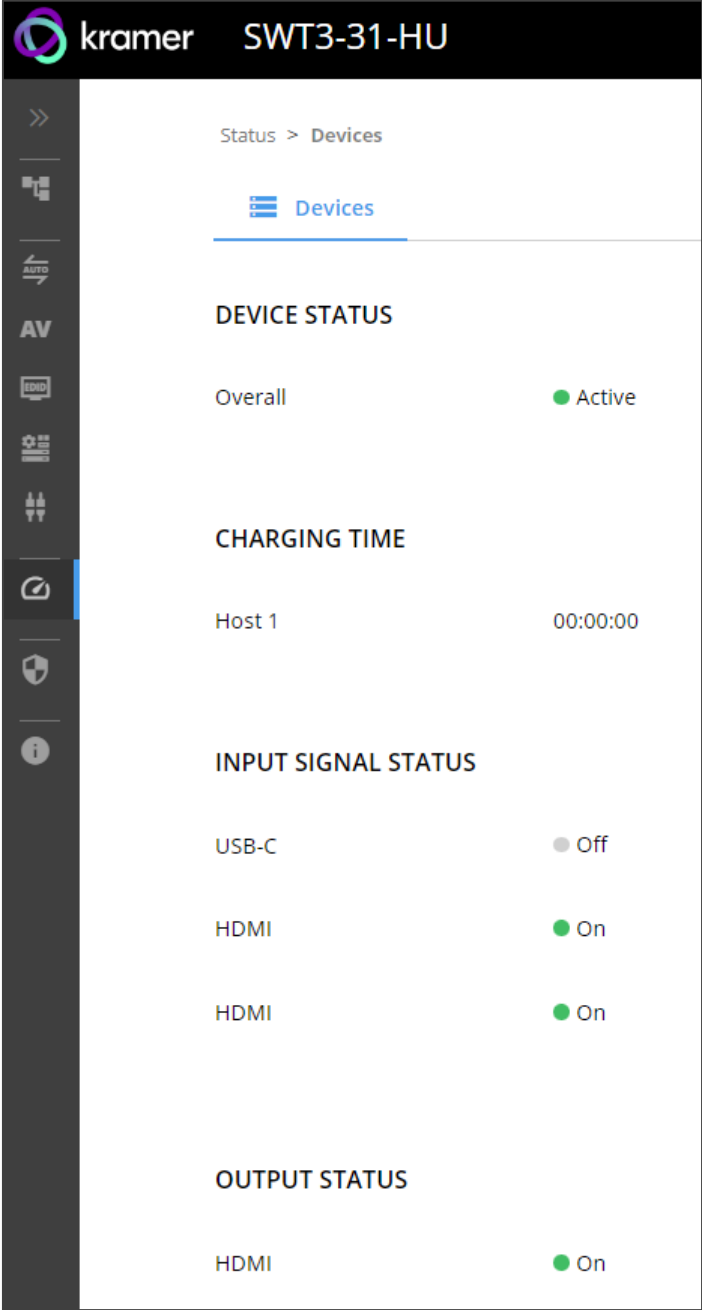 kramer SWT3-31-HU
Status > Devices
Devices
DEVICE STATUS
Overall Active
CHARGING TIME
Host 1 00:00:00
INPUT SIGNAL STATUS
USB-C Off
HDMI On
HDMI On
OUTPUT STATUS
HDMI On
AUTO
AV
EDID